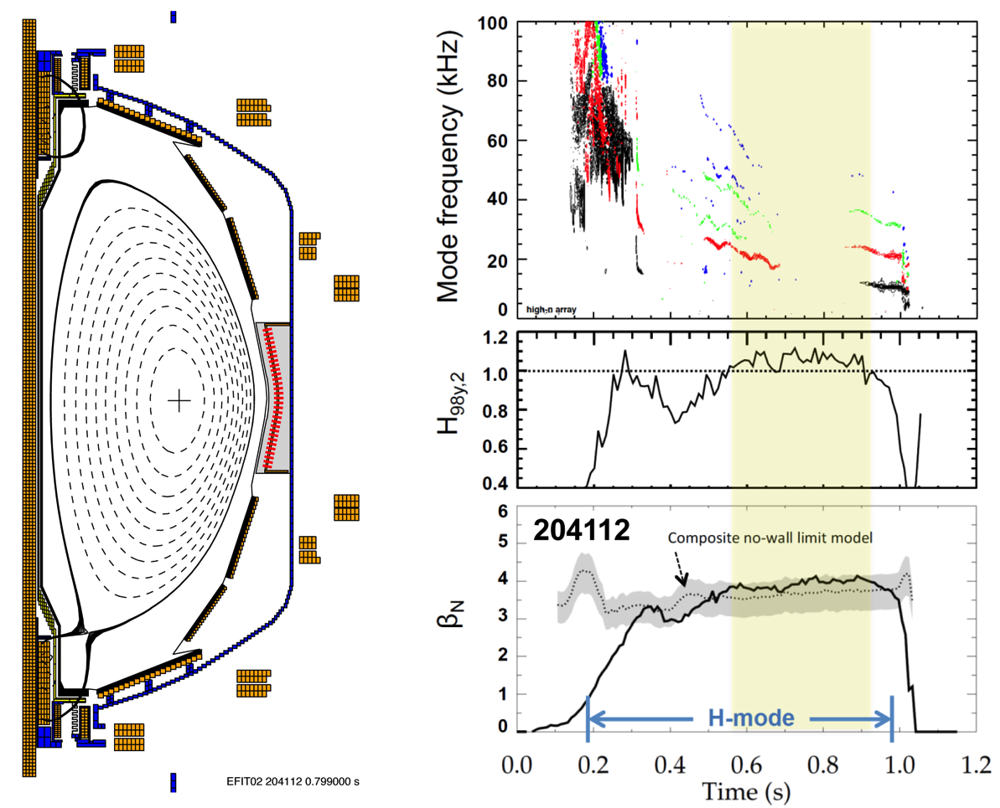 EFIT02 204112 0.799000 s
Mode frequency (kHz)
100
80
60
40
20
0
high-n array
H98y,2
1.2
1.0
0.8
0.6
0.4
βN
6
5
4
3
2
1
0
204112
Composite no-wall limit model
H-mode
0.0 0.2 0.4 0.6 0.8 1.0 1.2
Time (s)